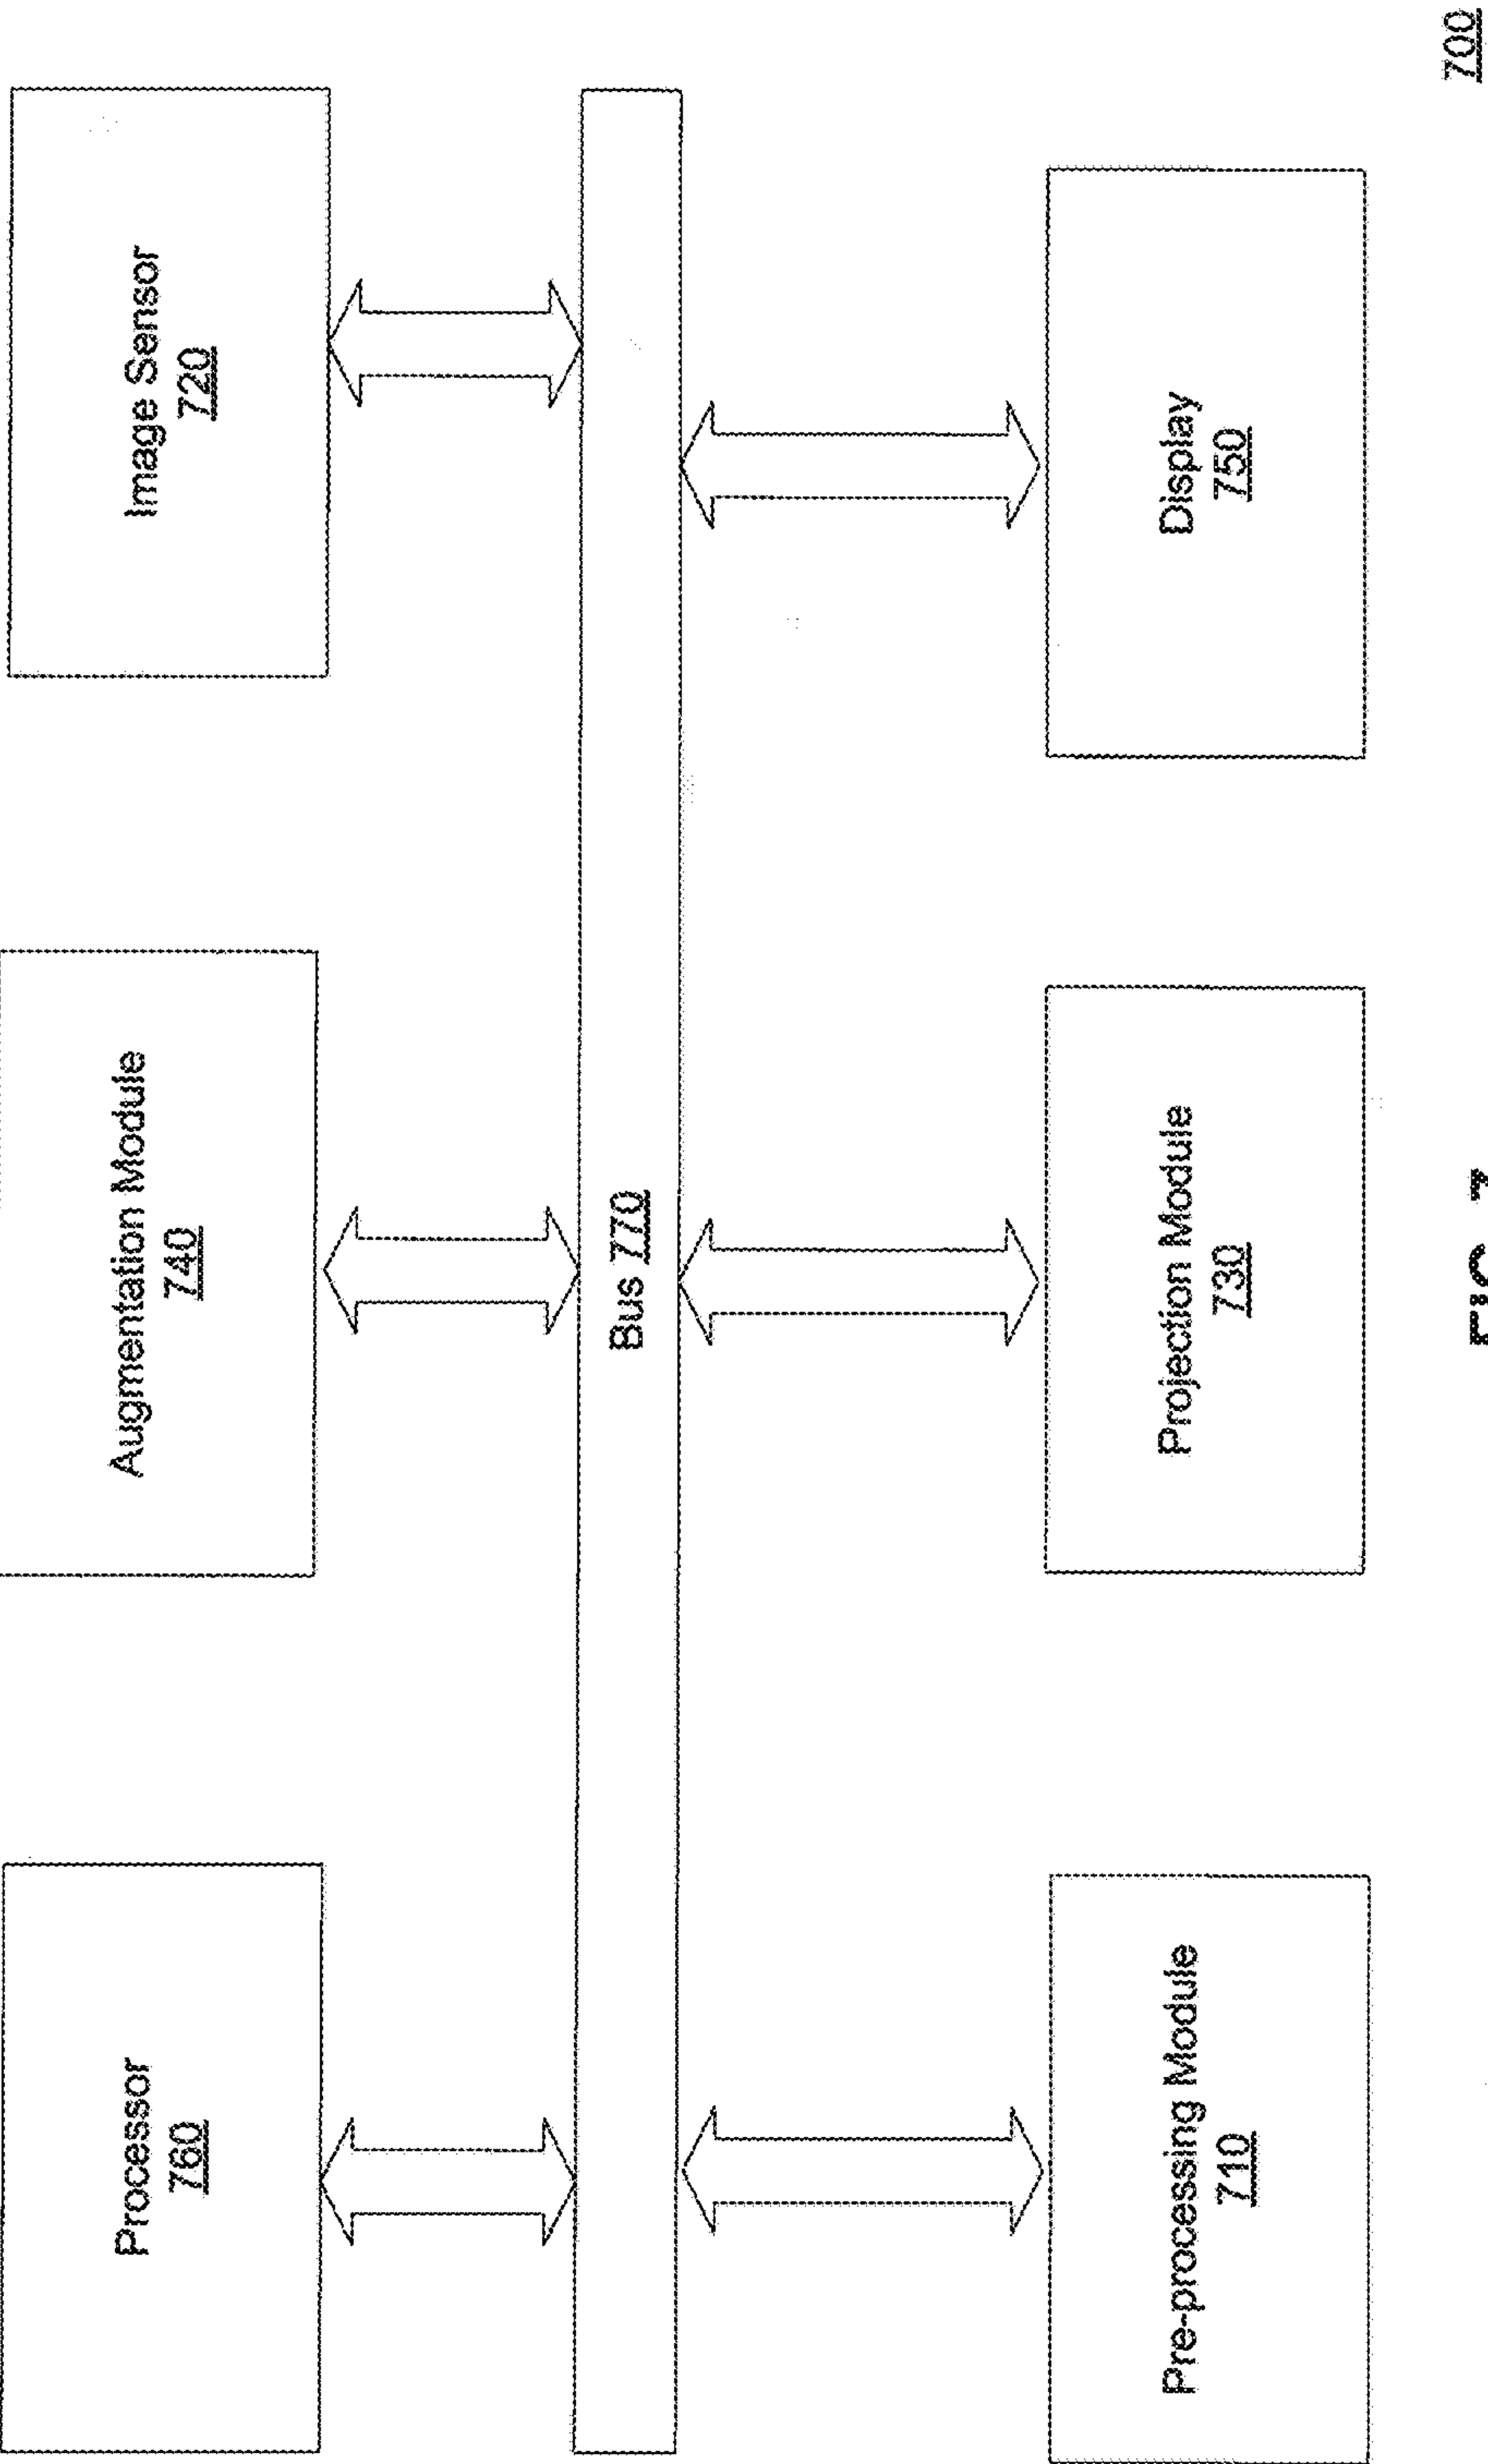 Processor
760
Augmentation Module
740
Image Sensor
720
Bus 770
Pre-processing Module
710
Projection Module
730
Display
750
700